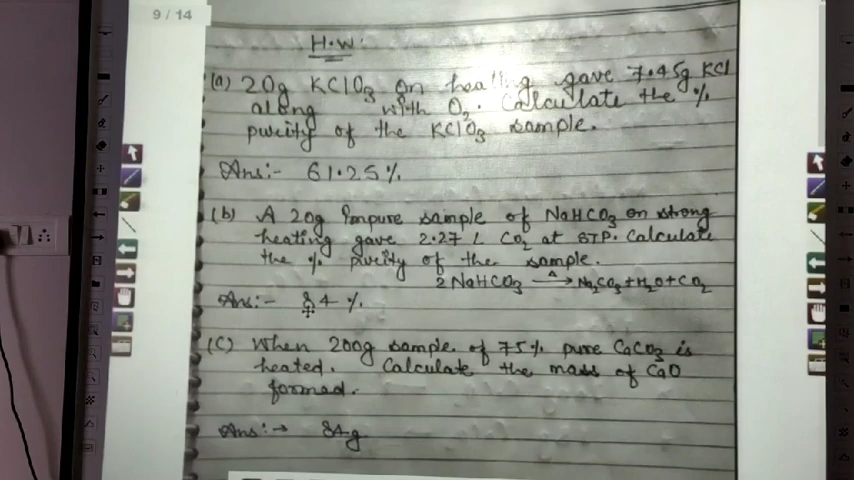 9 / 14
H.W:
(a) 20g KClO₃ on heating gave 7.45g KCl
along with O₂. Calculate the %
purity of the KClO₃ sample.
Ans:- 61.25%
(b) A 20g Impure sample of NaHCO₃ on strong
heating gave 2.27 L CO₂ at STP. Calculate
the % purity of the sample.
2 NaHCO₃ —Δ→ Na₂CO₃ + H₂O + CO₂
Ans:- 84 %.
(C) When 200g sample of 75% pure CaCO₃ is
heated. Calculate the mass of CaO
formed.
Ans:→ 84g